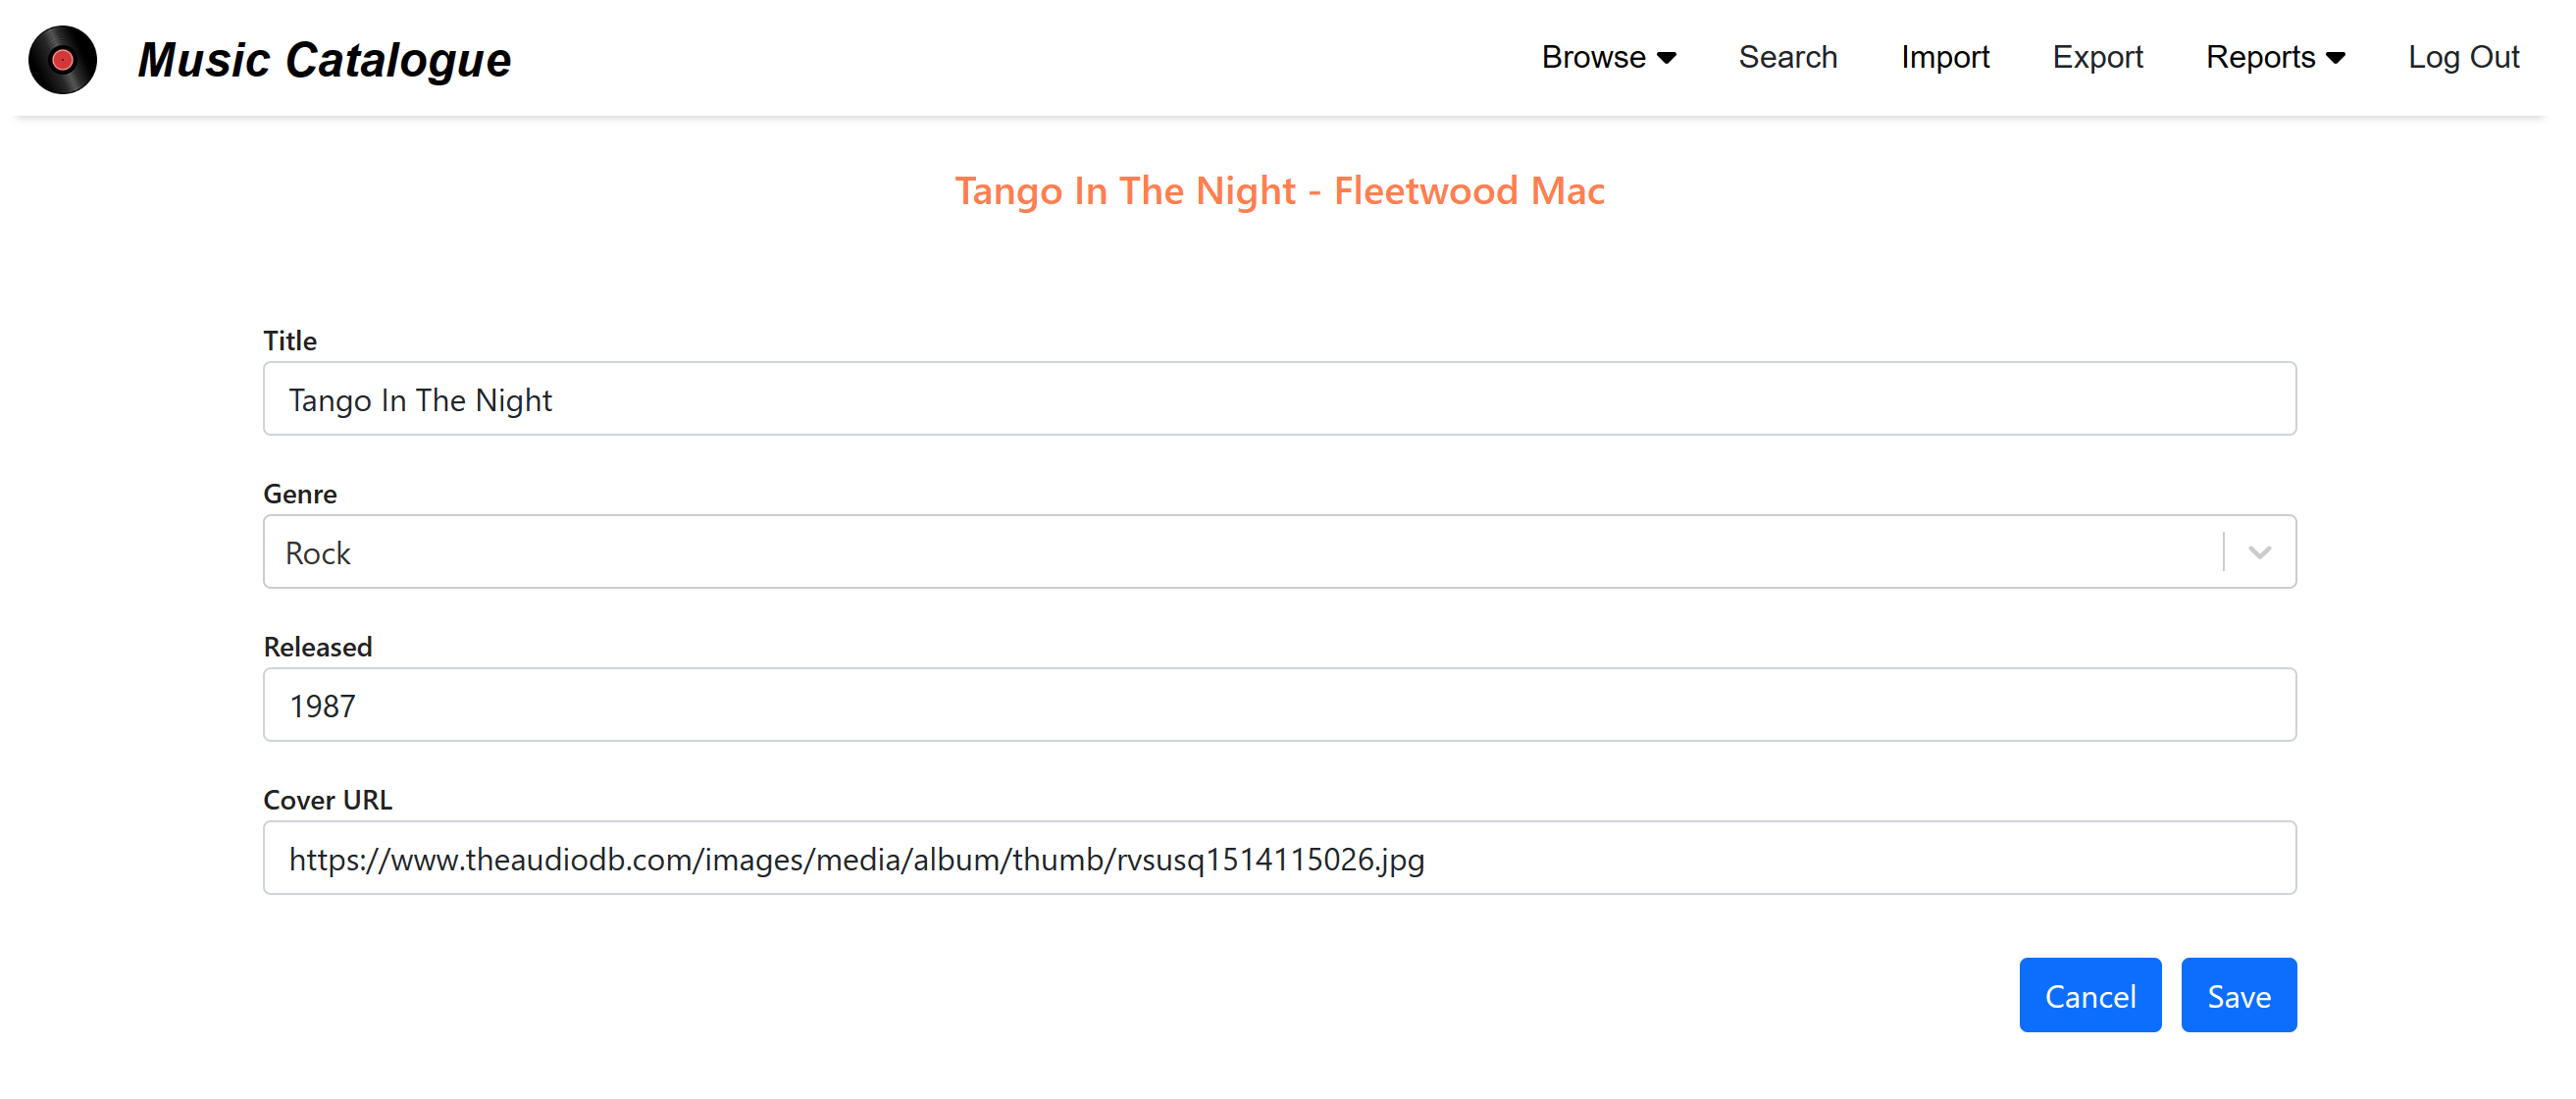 Music Catalogue
Browse Search Import Export Reports Log Out
Tango In The Night - Fleetwood Mac
Title
Tango In The Night
Genre
Rock
Released
1987
Cover URL
https://www.theaudiodb.com/images/media/album/thumb/rvsusq1514115026.jpg
Cancel Save